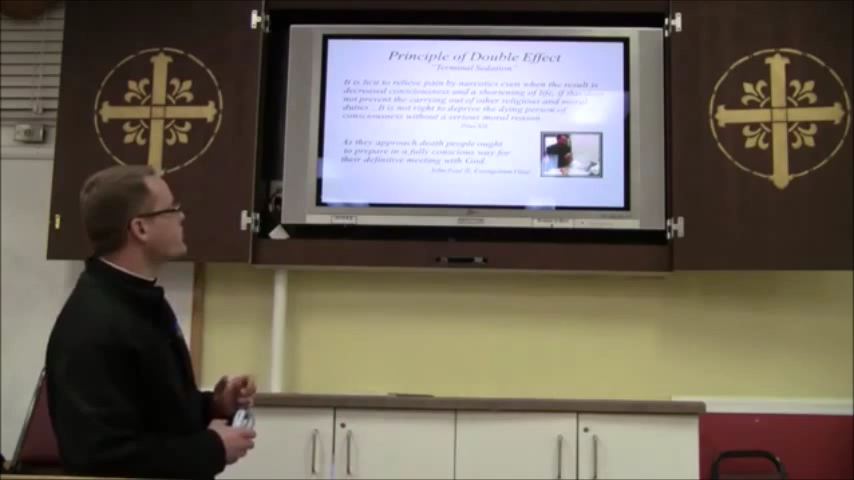 Principle of Double Effect
"Terminal Sedation"
It is licit to relieve pain by narcotics even when the result is
decreased consciousness and a shortening of life, if this does
not prevent the carrying out of other religious and moral
duties... It is not right to deprive the dying person of
consciousness without a serious moral reason.
Pius XII
As they approach death people ought
to prepare in a fully conscious way for
their definitive meeting with God.
John Paul II, Evangelium Vitae